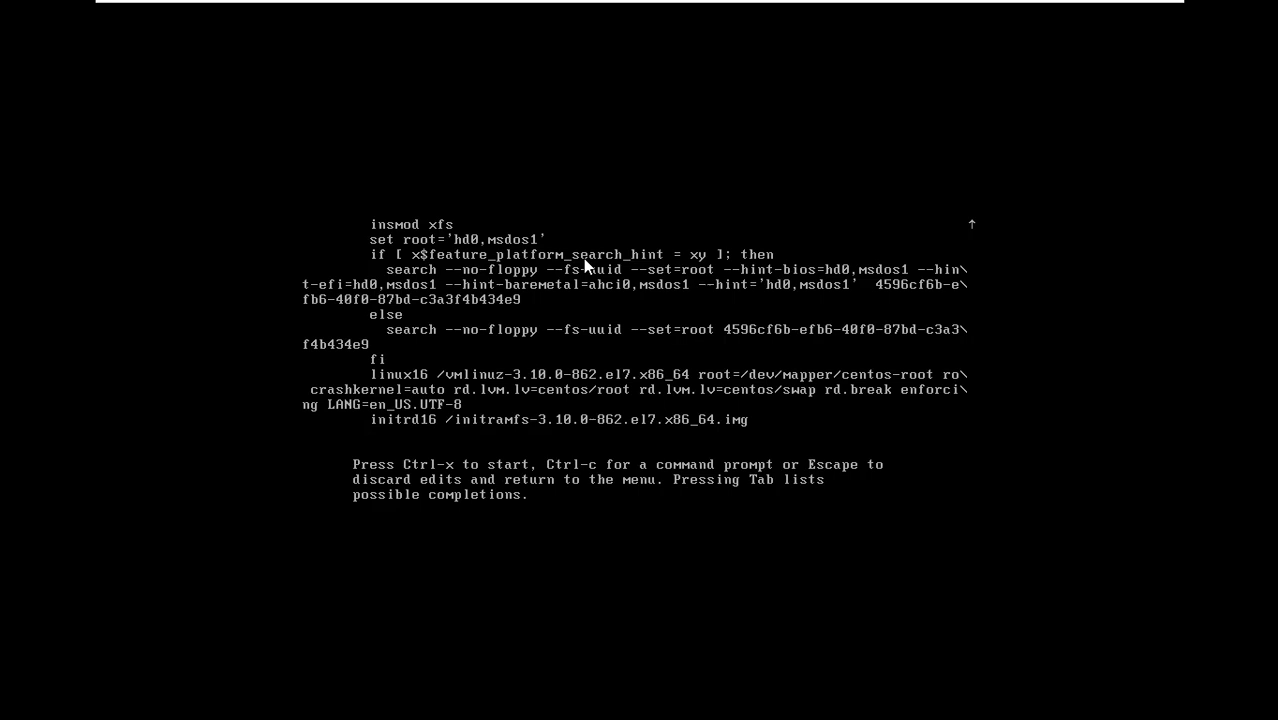 insmod xfs ↑
set root='hd0,msdos1'
if [ x$feature_platform_search_hint = xy ]; then
search --no-floppy --fs-uuid --set=root --hint-bios=hd0,msdos1 --hin\
t-efi=hd0,msdos1 --hint-baremetal=ahci0,msdos1 --hint='hd0,msdos1'  4596cf6b-e\
fb6-40f0-87bd-c3a3f4b434e9
else
search --no-floppy --fs-uuid --set=root 4596cf6b-efb6-40f0-87bd-c3a3\
f4b434e9
fi
linux16 /vmlinuz-3.10.0-862.el7.x86_64 root=/dev/mapper/centos-root ro\
crashkernel=auto rd.lvm.lv=centos/root rd.lvm.lv=centos/swap rd.break enforci\
ng LANG=en_US.UTF-8
initrd16 /initramfs-3.10.0-862.el7.x86_64.img
Press Ctrl-x to start, Ctrl-c for a command prompt or Escape to
discard edits and return to the menu. Pressing Tab lists
possible completions.